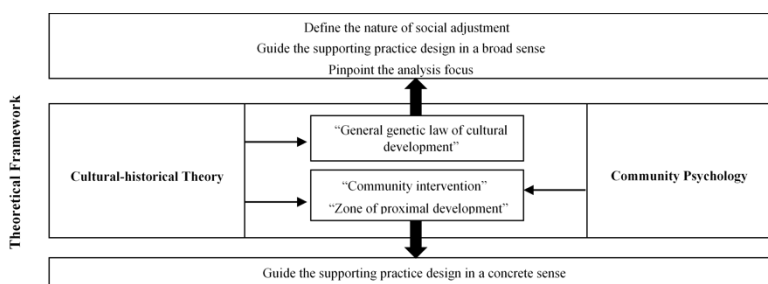 Define the nature of social adjustment
Guide the supporting practice design in a broad sense
Pinpoint the analysis focus
Theoretical Framework
Cultural-historical Theory
“General genetic law of cultural
development”
“Community intervention”
“Zone of proximal development”
Community Psychology
Guide the supporting practice design in a concrete sense